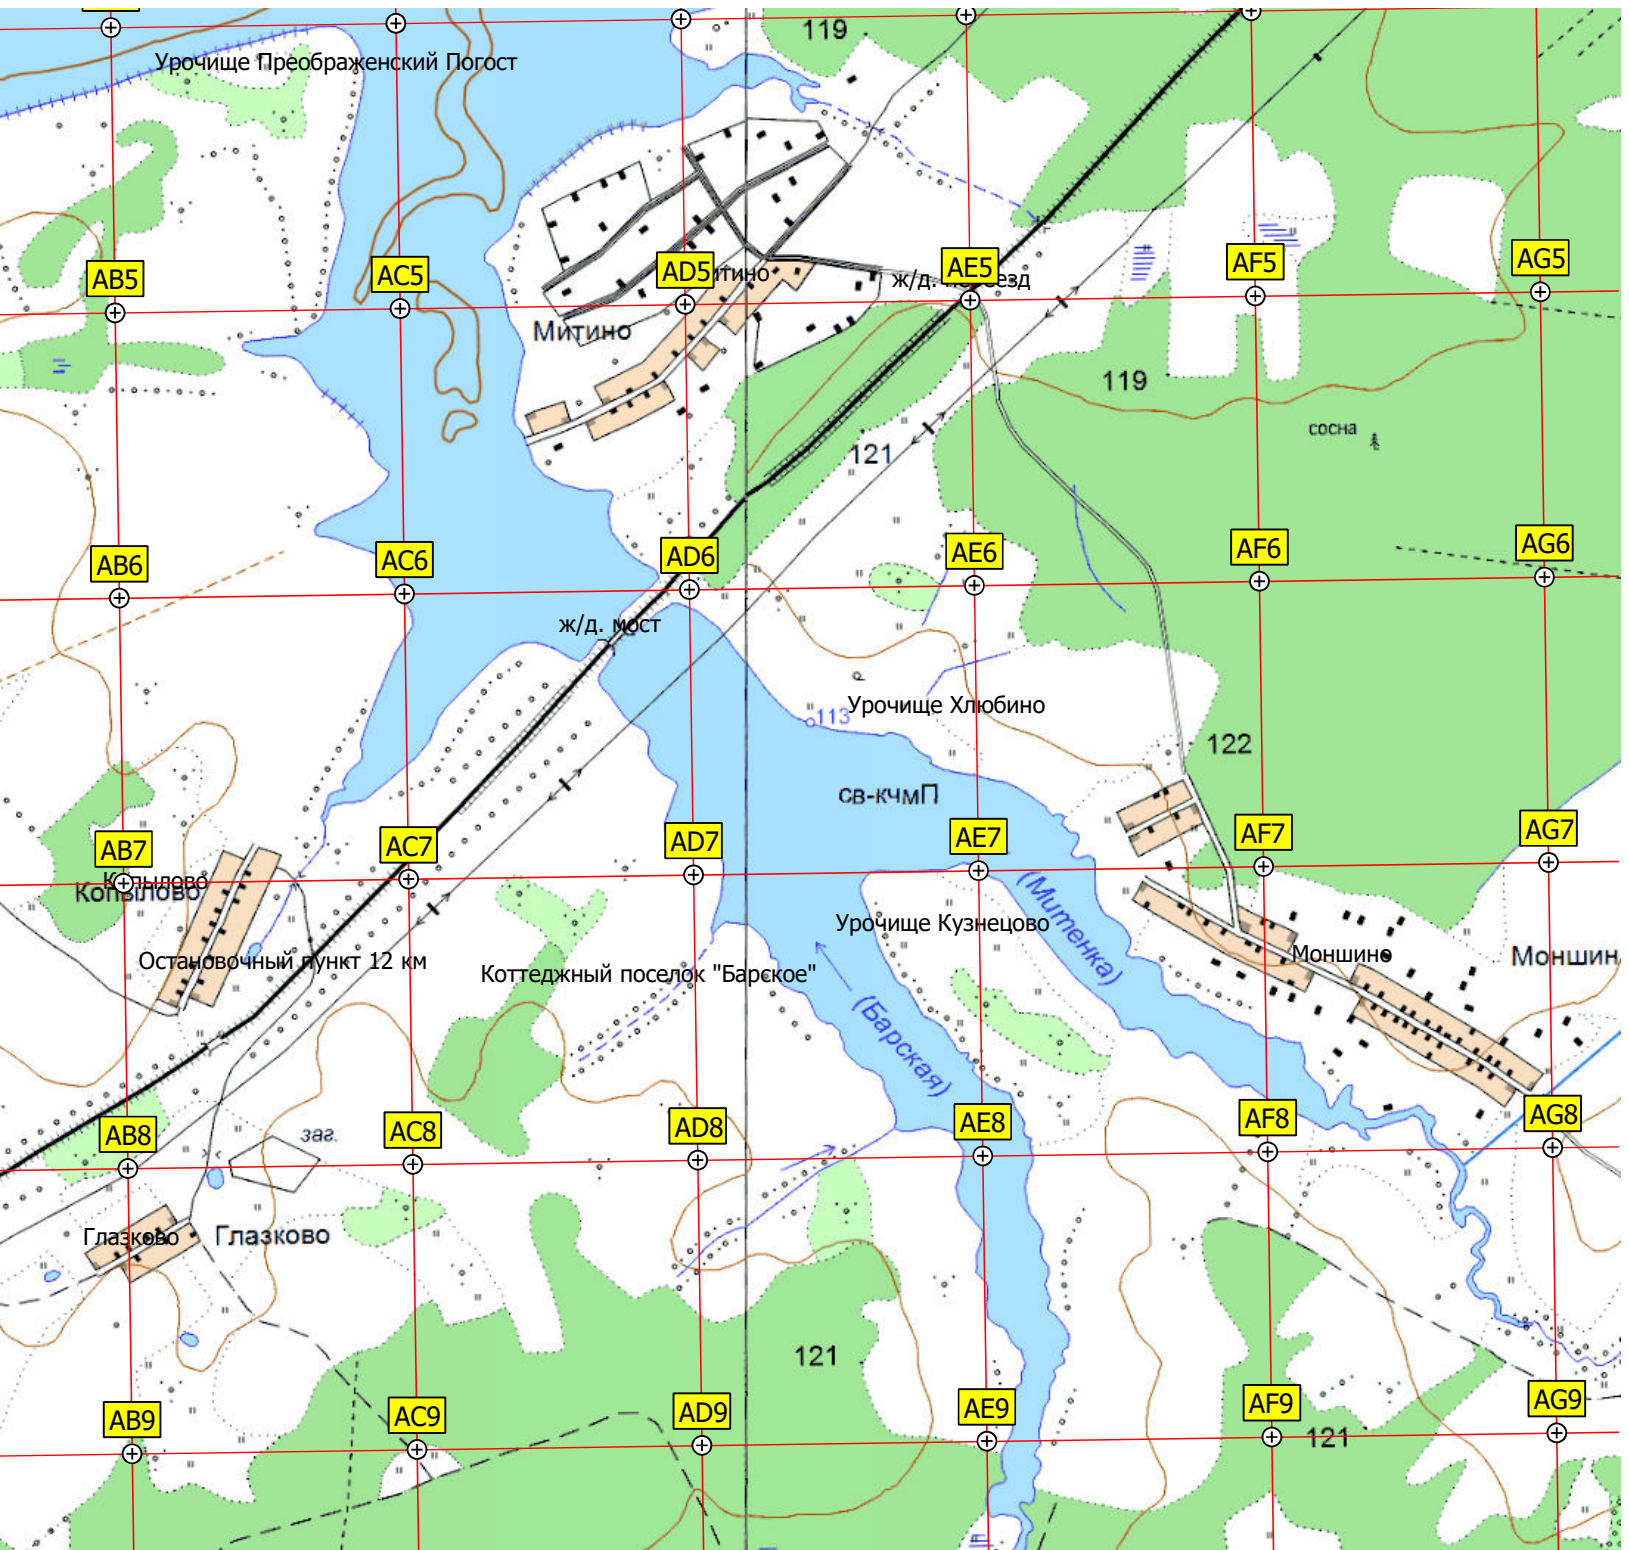 119
Урочище Преображенский Погост
AB5
AC5
AD5
AE5
AF5
AG5
Митино
119
сосна
121
AB6
AC6
AD6
AE6
AF6
AG6
ж/д. мост
113
Урочище Хлюбино
122
св-кчмП
AB7
AC7
AD7
AE7
AF7
AG7
Копылово
Копылово
(Митенка)
Урочище Кузнецово
Остановочный пункт 12 км
Коттеджный поселок "Барское"
Моншино
Моншин
(Барская)
AB8
AC8
AD8
AE8
AF8
AG8
заг.
Глазково
Глазково
121
AB9
AC9
AD9
AE9
AF9
AG9
121